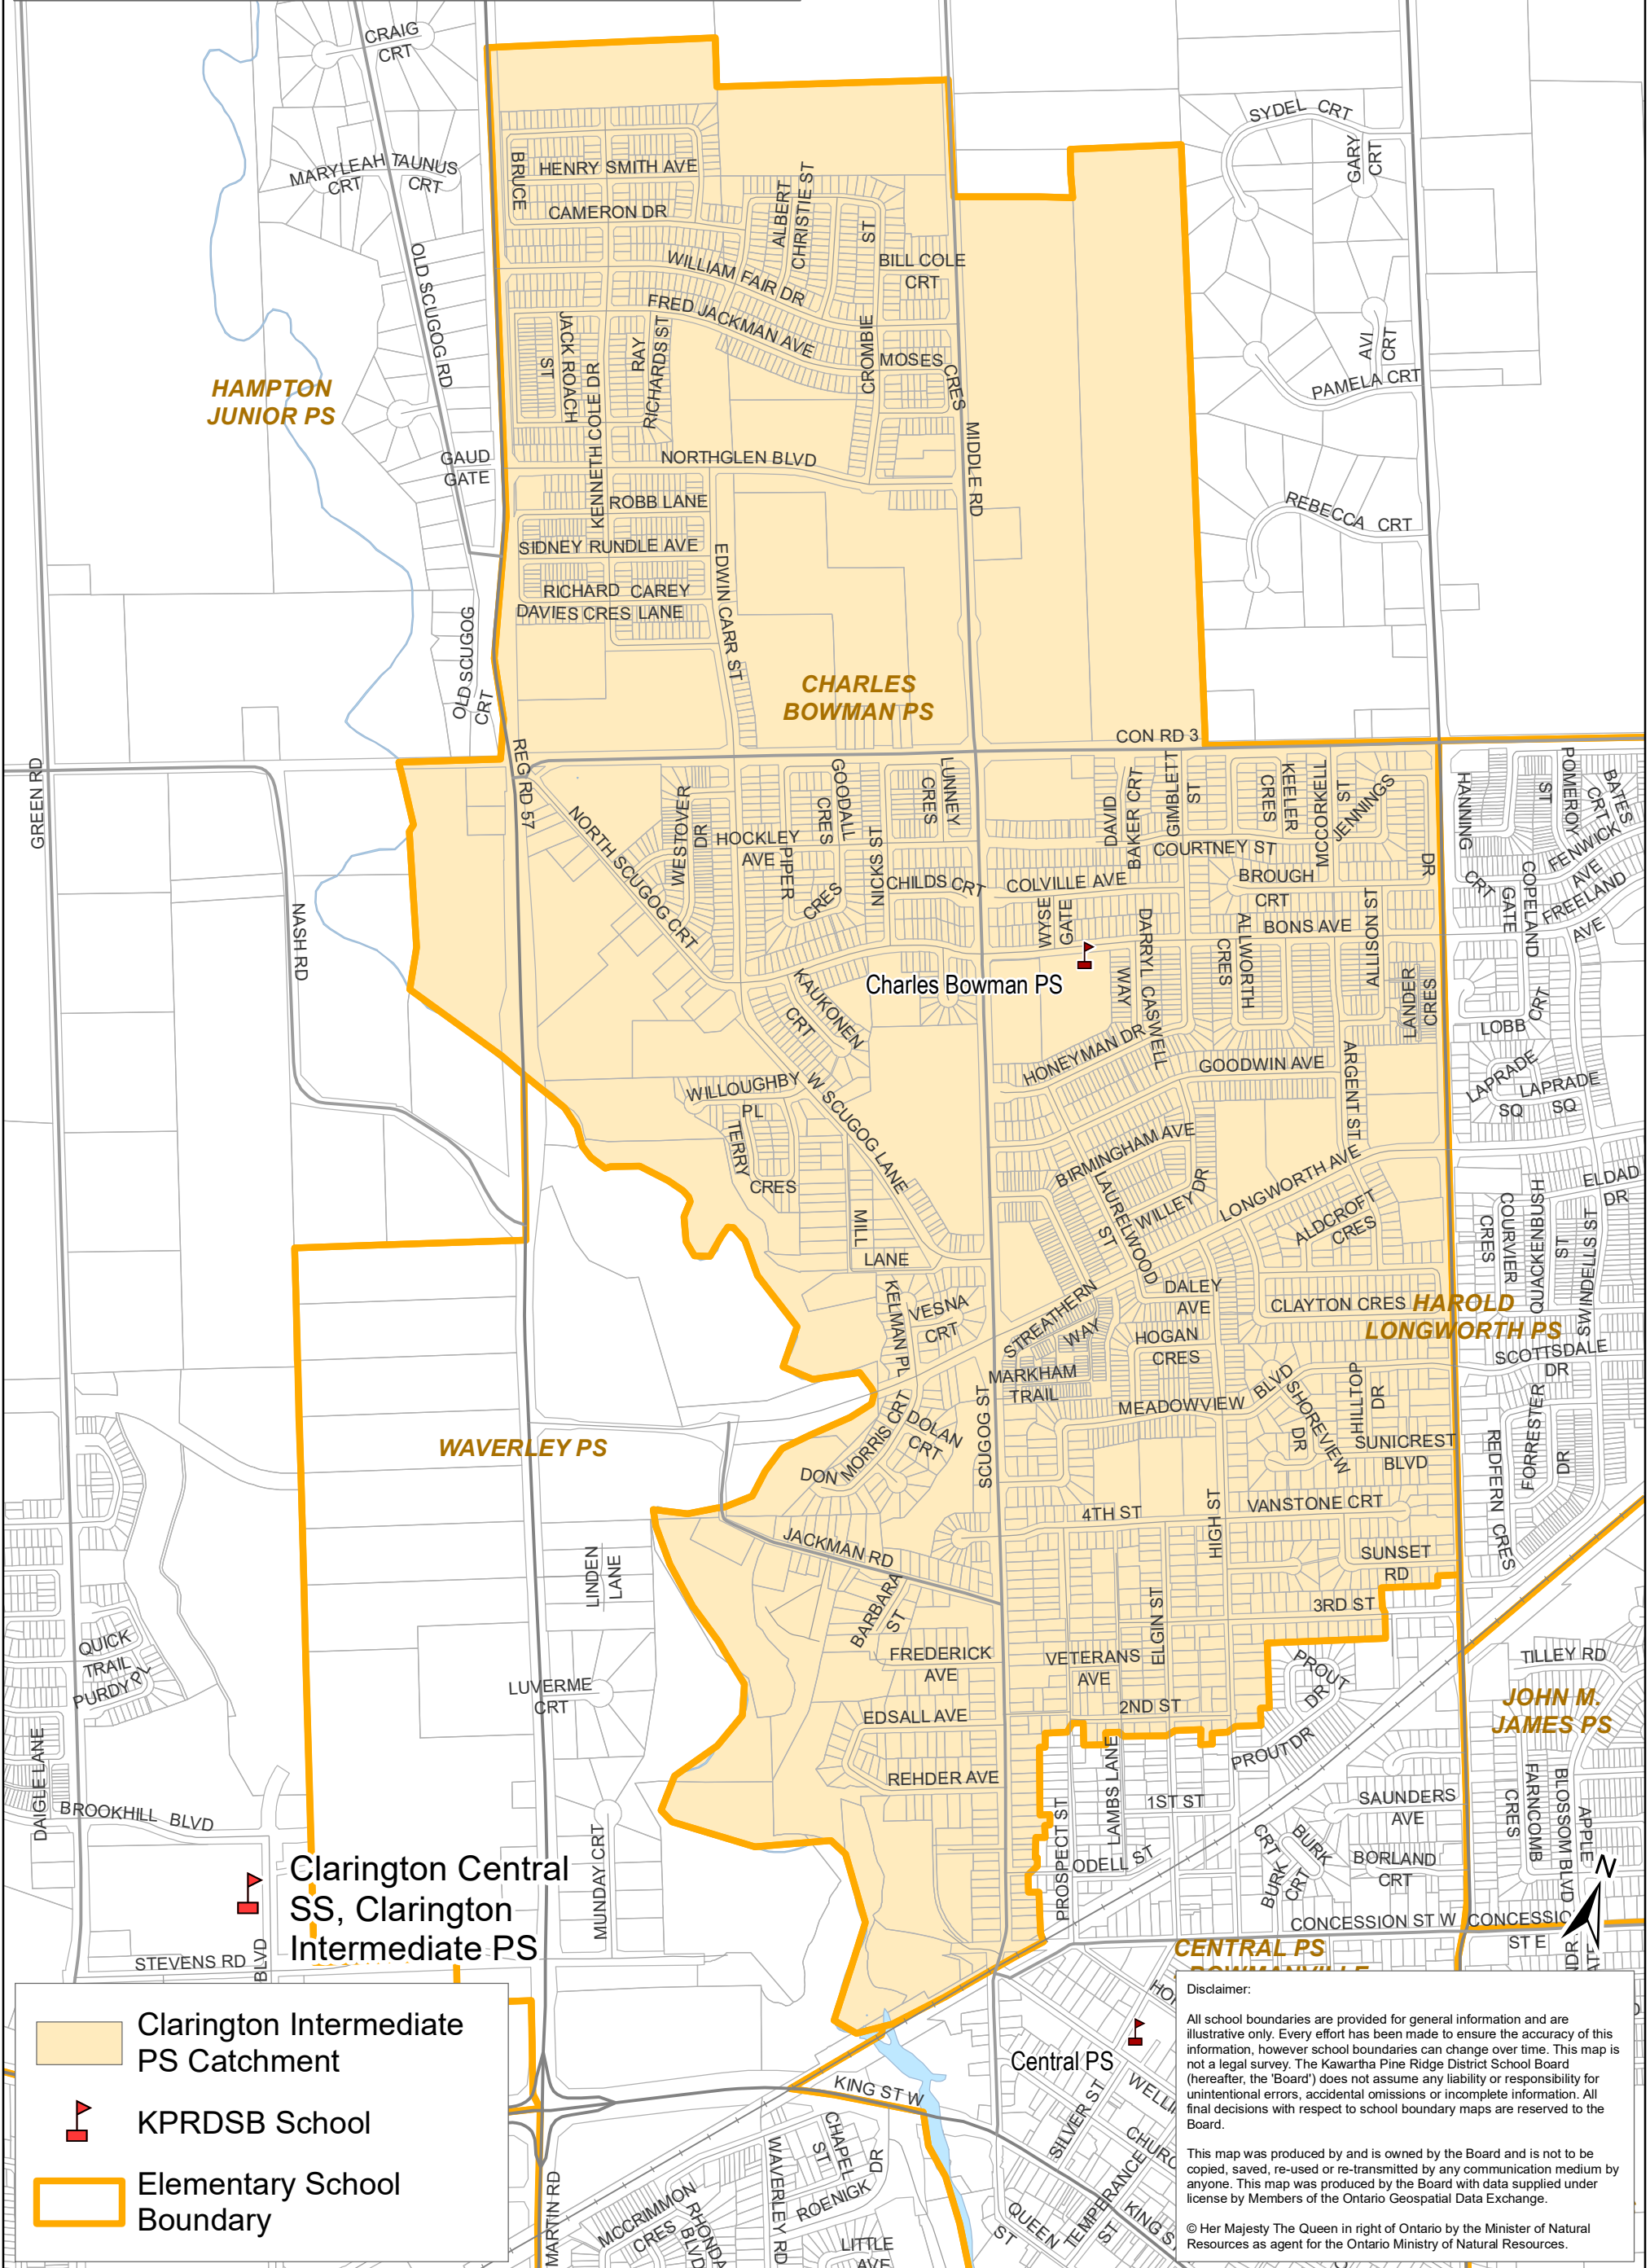 CRAIG
CRT
MARYLEAH
CRT
TAUNUS
CRT
OLD SCUGOG RD
HAMPTON
JUNIOR PS
GAUD
GATE
OLD SCUGOG
CRT
GREEN RD
NASH RD
REG RD 57
BRUCE
HENRY SMITH AVE
CAMERON DR
ALBERT
CHRISTIE ST
ST
BILL COLE
CRT
WILLIAM FAIR DR
FRED JACKMAN AVE
JACK ROACH
ST
KENNETH COLE DR
RAY
RICHARDS ST
CROMBIE
MOSES
CRES
MIDDLE RD
NORTHGLEN BLVD
ROBB LANE
SIDNEY RUNDLE AVE
RICHARD
DAVIES CRES
CAREY
LANE
EDWIN CARR ST
CHARLES
BOWMAN PS
CON RD 3
SYDEL CRT
GARY
CRT
AVI
CRT
PAMELA CRT
REBECCA CRT
NORTH SCUGOG CRT
WESTOVER
DR
HOCKLEY
AVE
PIPER
CRES
GOODALL
CRES
NICKS ST
LUNNEY
CRES
CHILDS CRT
COLVILLE AVE
DAVID
BAKER CRT
GIMBLETT
ST
KEELER
CRES
MCCORKELL
ST
JENNINGS
DR
COURTNEY ST
BROUGH
CRT
BONS AVE
WYSE
GATE
Charles Bowman PS
DARRYL CASWELL
WAY
ALLWORTH
CRES
ALLISON ST
LANDER
CRES
HANNING
CRT
POMEROY
ST
BATES
CRT
FENWICK
AVE
FREELAND
AVE
COPELAND
CRT
GATE
LOBB
LAPRADE
SQ
LAPRADE
SQ
KAUKONEN
CRT
HONEYMAN DR
GOODWIN AVE
ARGENT ST
WILLOUGHBY
PL
TERRY
CRES
W SCUGOG LANE
MILL
LANE
BIRMINGHAM AVE
LAURELWOOD
ST
WILLEY DR
LONGWORTH AVE
ALDCROFT
CRES
ELDAD
DR
COURVIER
CRES
QUACKENBUSH
ST
SWINDELLS ST
KELMAN PL
VESNA
CRT
STREATHERN
WAY
DALEY
AVE
HOGAN
CRES
CLAYTON CRES
HAROLD
LONGWORTH PS
SCOTTSDALE
DR
MARKHAM
TRAIL
MEADOWVIEW
BLVD
SHOREVIEW
DR
HILLTOP
DR
SUNICREST
BLVD
FORRESTER
DR
REDFERN CRES
DON MORRIS CRT
DOLAN
CRT
SCUGOG ST
WAVERLEY PS
4TH ST
HIGH ST
VANSTONE CRT
SUNSET
RD
3RD ST
JACKMAN RD
BARBARA
ST
LINDEN
LANE
FREDERICK
AVE
VETERANS
AVE
ELGIN ST
2ND ST
PROUT
DR
TILLEY RD
JOHN M.
JAMES PS
QUICK
TRAIL
PURDY PL
LUVERME
CRT
EDSALL AVE
REHDER AVE
PROUT DR
DAIGLE LANE
BROOKHILL BLVD
MUNDAY CRT
PROSPECT ST
LAMBS LANE
1ST ST
ODELL ST
SAUNDERS
AVE
BURK
CRT
BURK
CRT
BORLAND
CRT
FARNCOMB
CRES
BLOSSOM BLVD
APPLE
N
Clarington Central
SS, Clarington
Intermediate PS
STEVENS RD
BLVD
CONCESSION ST W
ST E
CENTRAL PS
Central PS
KING ST W
SILVER ST
TEMPERANCE
ST
QUEEN
ST
CHAPEL
ST
ROENIGK
DR
WAVERLEY RD
MCCRIMMON
CRES
BLVD
LITTLE
AVE
MARTIN RD
Clarington Intermediate
PS Catchment
KPRDSB School
Elementary School
Boundary
Disclaimer:
All school boundaries are provided for general information and are
illustrative only. Every effort has been made to ensure the accuracy of this
information, however school boundaries can change over time. This map is
not a legal survey. The Kawartha Pine Ridge District School Board
(hereafter, the 'Board') does not assume any liability or responsibility for
unintentional errors, accidental omissions or incomplete information. All
final decisions with respect to school boundary maps are reserved to the
Board.
This map was produced by and is owned by the Board and is not to be
copied, saved, re-used or re-transmitted by any communication medium by
anyone. This map was produced by the Board with data supplied under
license by Members of the Ontario Geospatial Data Exchange.
© Her Majesty The Queen in right of Ontario by the Minister of Natural
Resources as agent for the Ontario Ministry of Natural Resources.